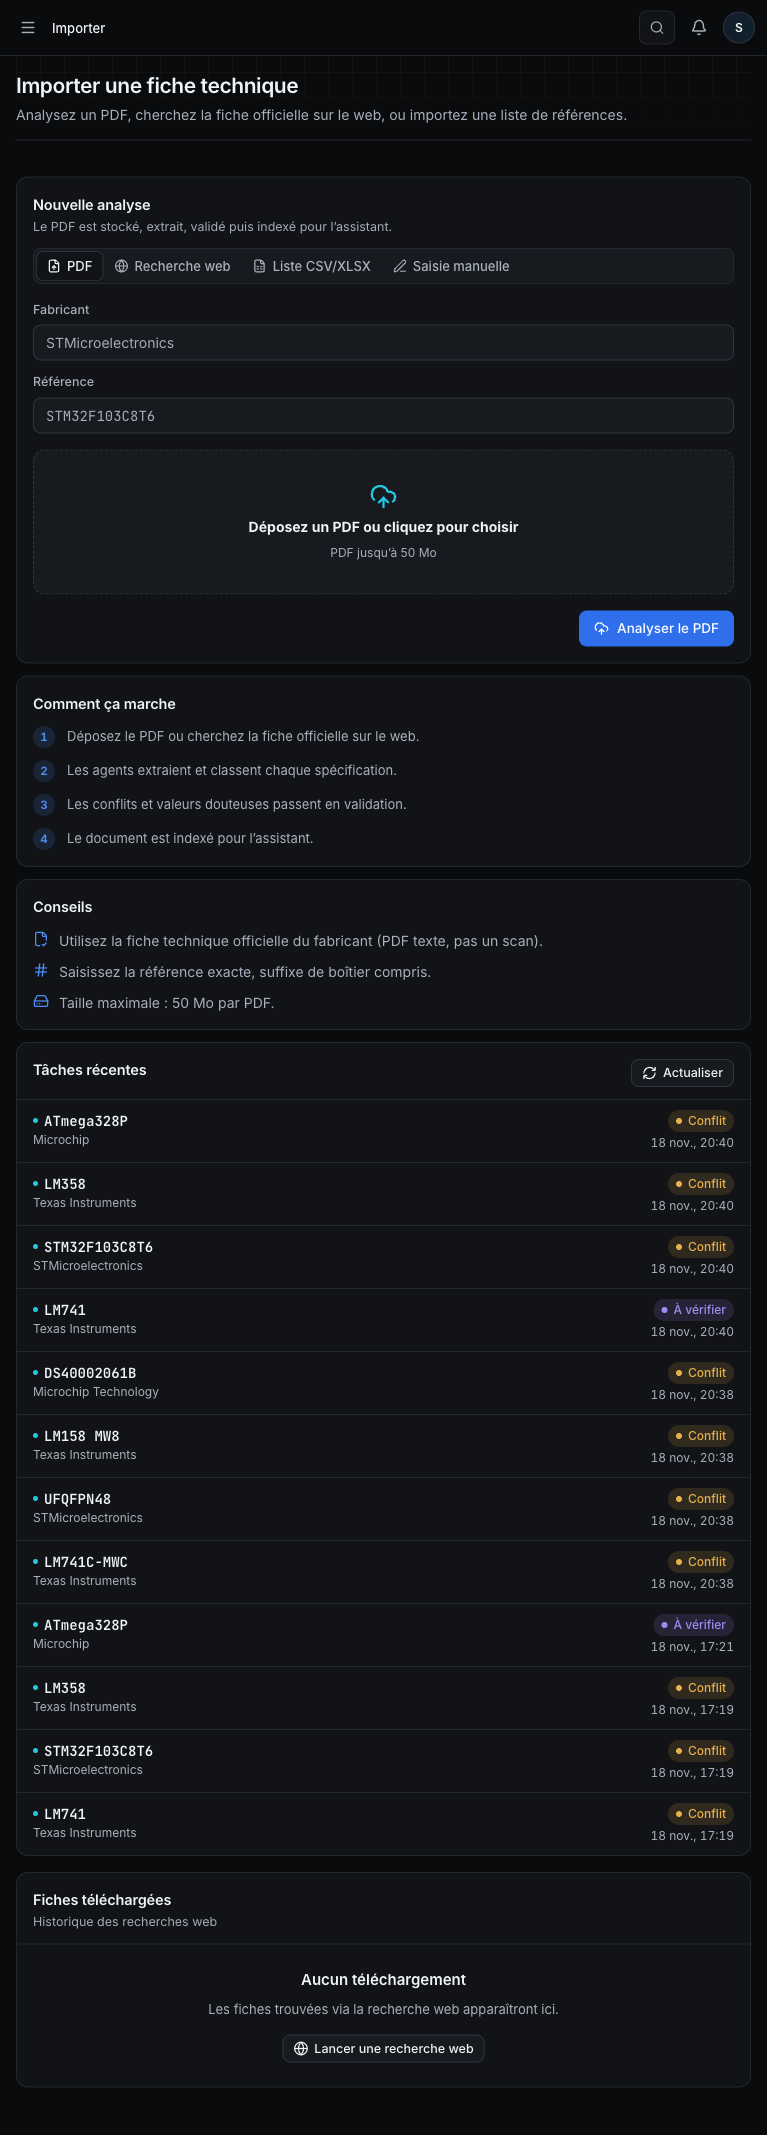 Importer
S
Importer une fiche technique
Analysez un PDF, cherchez la fiche officielle sur le web, ou importez une liste de références.
Nouvelle analyse
Le PDF est stocké, extrait, validé puis indexé pour l’assistant.
PDF
Recherche web
Liste CSV/XLSX
Saisie manuelle
Fabricant
STMicroelectronics
Référence
STM32F103C8T6
Déposez un PDF ou cliquez pour choisir
PDF jusqu’à 50 Mo
Analyser le PDF
Comment ça marche
1 Déposez le PDF ou cherchez la fiche officielle sur le web.
2 Les agents extraient et classent chaque spécification.
3 Les conflits et valeurs douteuses passent en validation.
4 Le document est indexé pour l’assistant.
Conseils
Utilisez la fiche technique officielle du fabricant (PDF texte, pas un scan).
Saisissez la référence exacte, suffixe de boîtier compris.
Taille maximale : 50 Mo par PDF.
Tâches récentes
Actualiser
ATmega328P Conflit
Microchip 18 nov., 20:40
LM358 Conflit
Texas Instruments 18 nov., 20:40
STM32F103C8T6 Conflit
STMicroelectronics 18 nov., 20:40
LM741 À vérifier
Texas Instruments 18 nov., 20:40
DS40002061B Conflit
Microchip Technology 18 nov., 20:38
LM158 MW8 Conflit
Texas Instruments 18 nov., 20:38
UFQFPN48 Conflit
STMicroelectronics 18 nov., 20:38
LM741C-MWC Conflit
Texas Instruments 18 nov., 20:38
ATmega328P À vérifier
Microchip 18 nov., 17:21
LM358 Conflit
Texas Instruments 18 nov., 17:19
STM32F103C8T6 Conflit
STMicroelectronics 18 nov., 17:19
LM741 Conflit
Texas Instruments 18 nov., 17:19
Fiches téléchargées
Historique des recherches web
Aucun téléchargement
Les fiches trouvées via la recherche web apparaîtront ici.
Lancer une recherche web